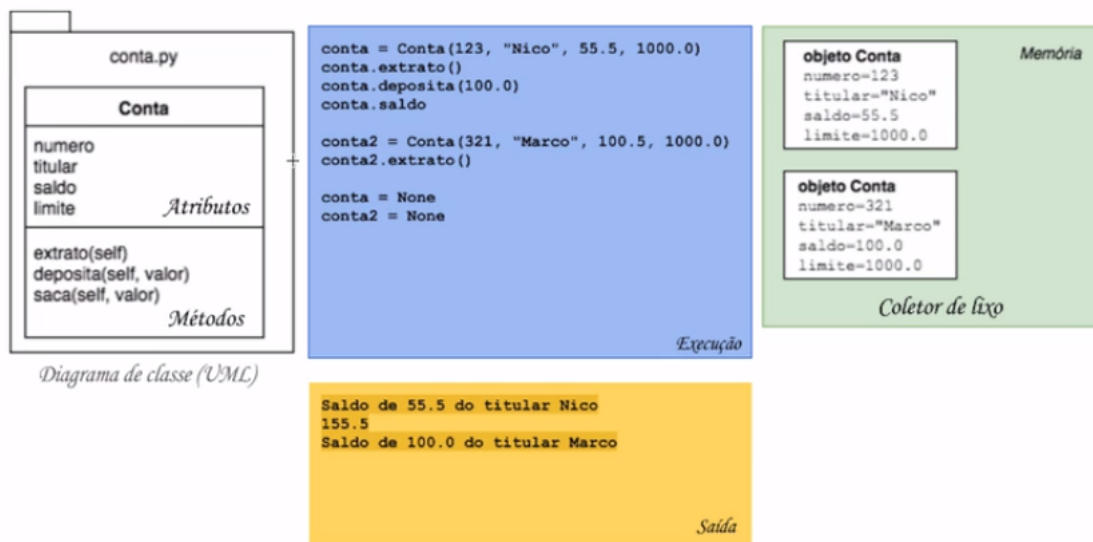 conta.py
Conta
numero
titular
saldo
limite
Atributos
extrato(self)
deposita(self, valor)
saca(self, valor)
Métodos
Diagrama de classe (UML)
conta = Conta(123, "Nico", 55.5, 1000.0)
conta.extrato()
conta.deposita(100.0)
conta.saldo
conta2 = Conta(321, "Marco", 100.5, 1000.0)
conta2.extrato()
conta = None
conta2 = None
Execução
Saldo de 55.5 do titular Nico
155.5
Saldo de 100.0 do titular Marco
Saída
Memória
objeto Conta
numero=123
titular="Nico"
saldo=55.5
limite=1000.0
objeto Conta
numero=321
titular="Marco"
saldo=100.0
limite=1000.0
Coletor de lixo